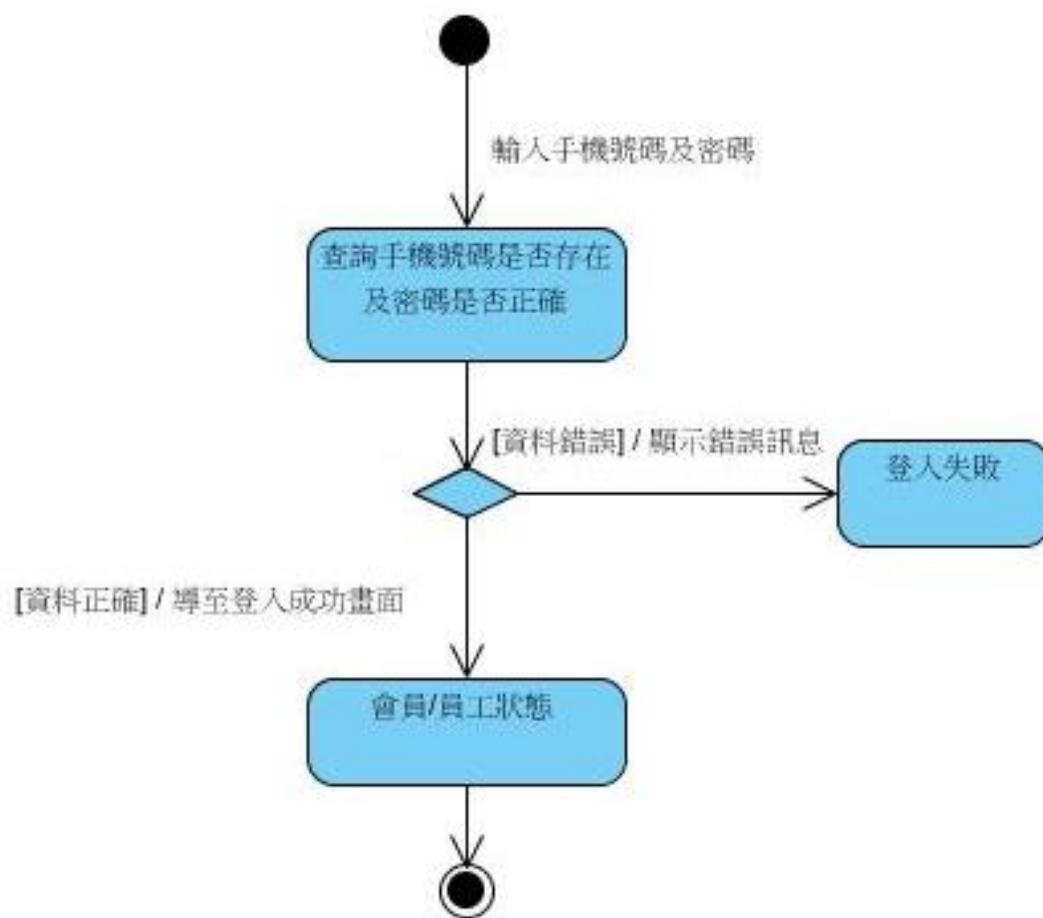 輸入手機號碼及密碼
查詢手機號碼是否存在
及密碼是否正確
[資料錯誤] / 顯示錯誤訊息
登入失敗
[資料正確] / 導至登入成功畫面
會員/員工狀態